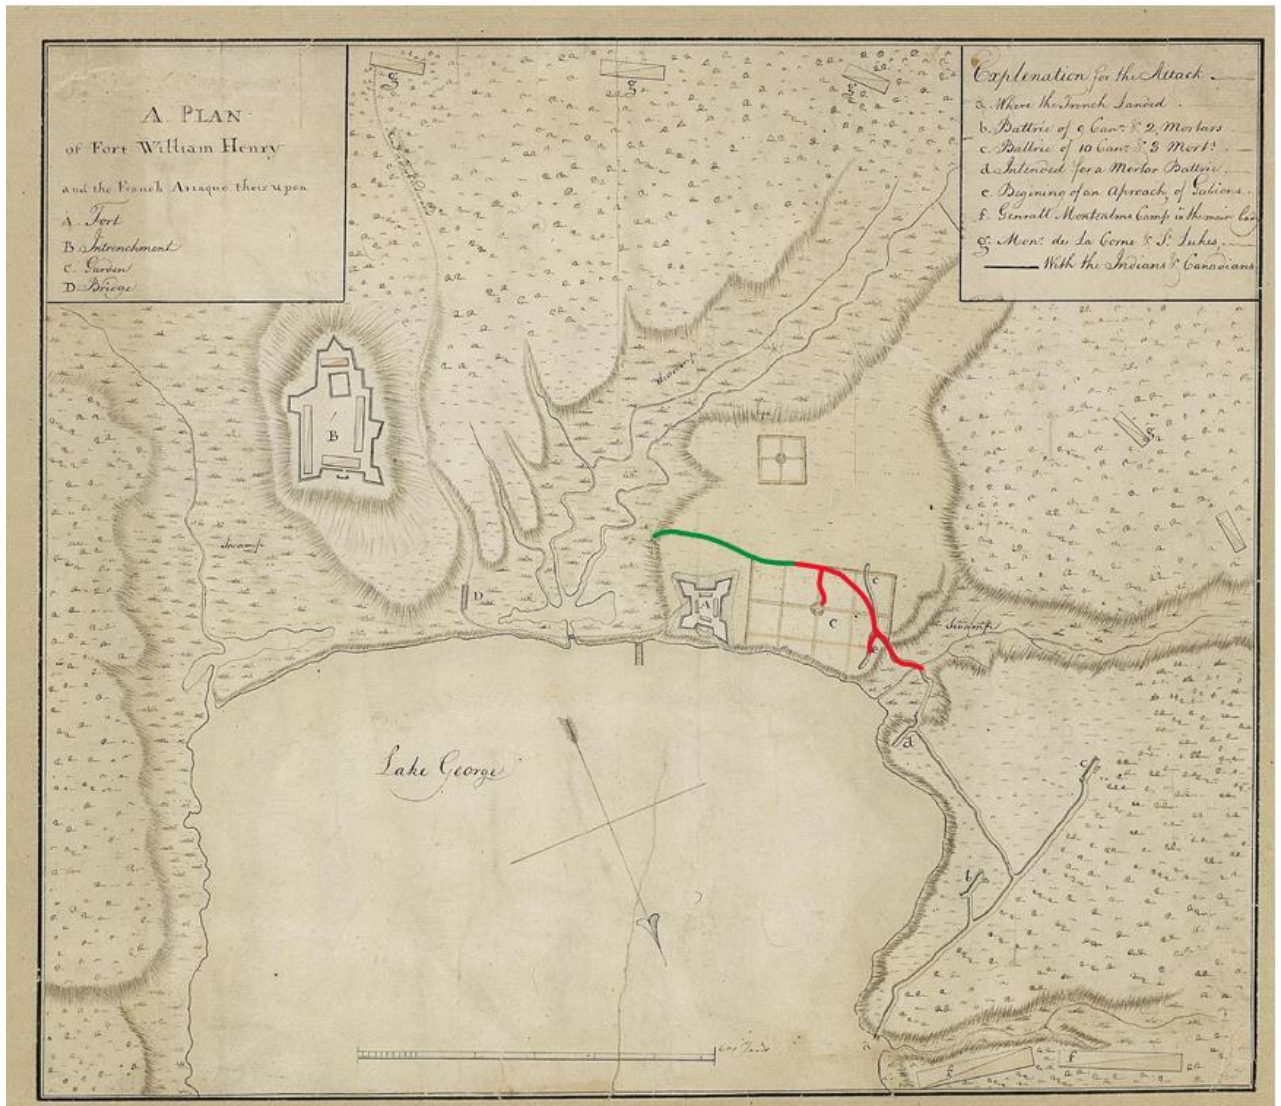 A PLAN
of Fort William Henry
and the French Attaque their upon
A. Fort
B. Intrenchment
C. Garden
D. Bridge
Explenation for the Attack
a. Where the French Landed
b. Battrie of 9 Can: & 2 Mortars
c. Battrie of 10 Can: & 3 Mort:
d. Intended for a Mortar Battrie
e. Begining of an Aproach of Gabions
f. Genrall Montcalms Camp is the main
g. Mon: de La Corne & St Lukes
With the Indians & Canadians
g
g
g
B
g
Swamp
D
A
C
e
e
Swamp
Lake George
d
c
b
a
f
f